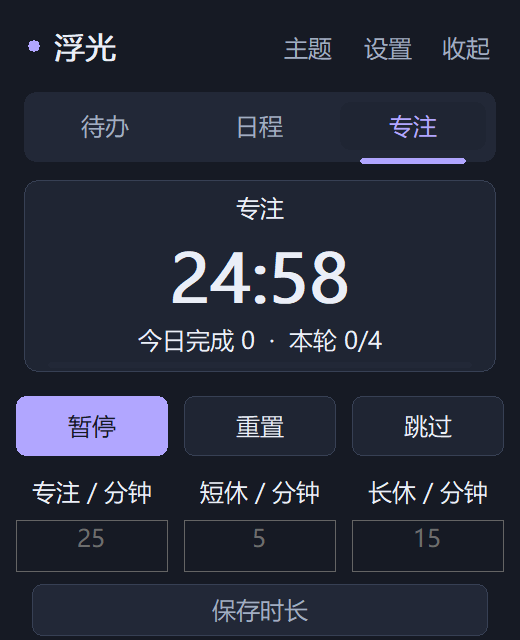 浮光 主题 设置 收起
待办 日程 专注
专注
24:58
今日完成 0 · 本轮 0/4
暂停 重置 跳过
专注 / 分钟 短休 / 分钟 长休 / 分钟
25 5 15
保存时长